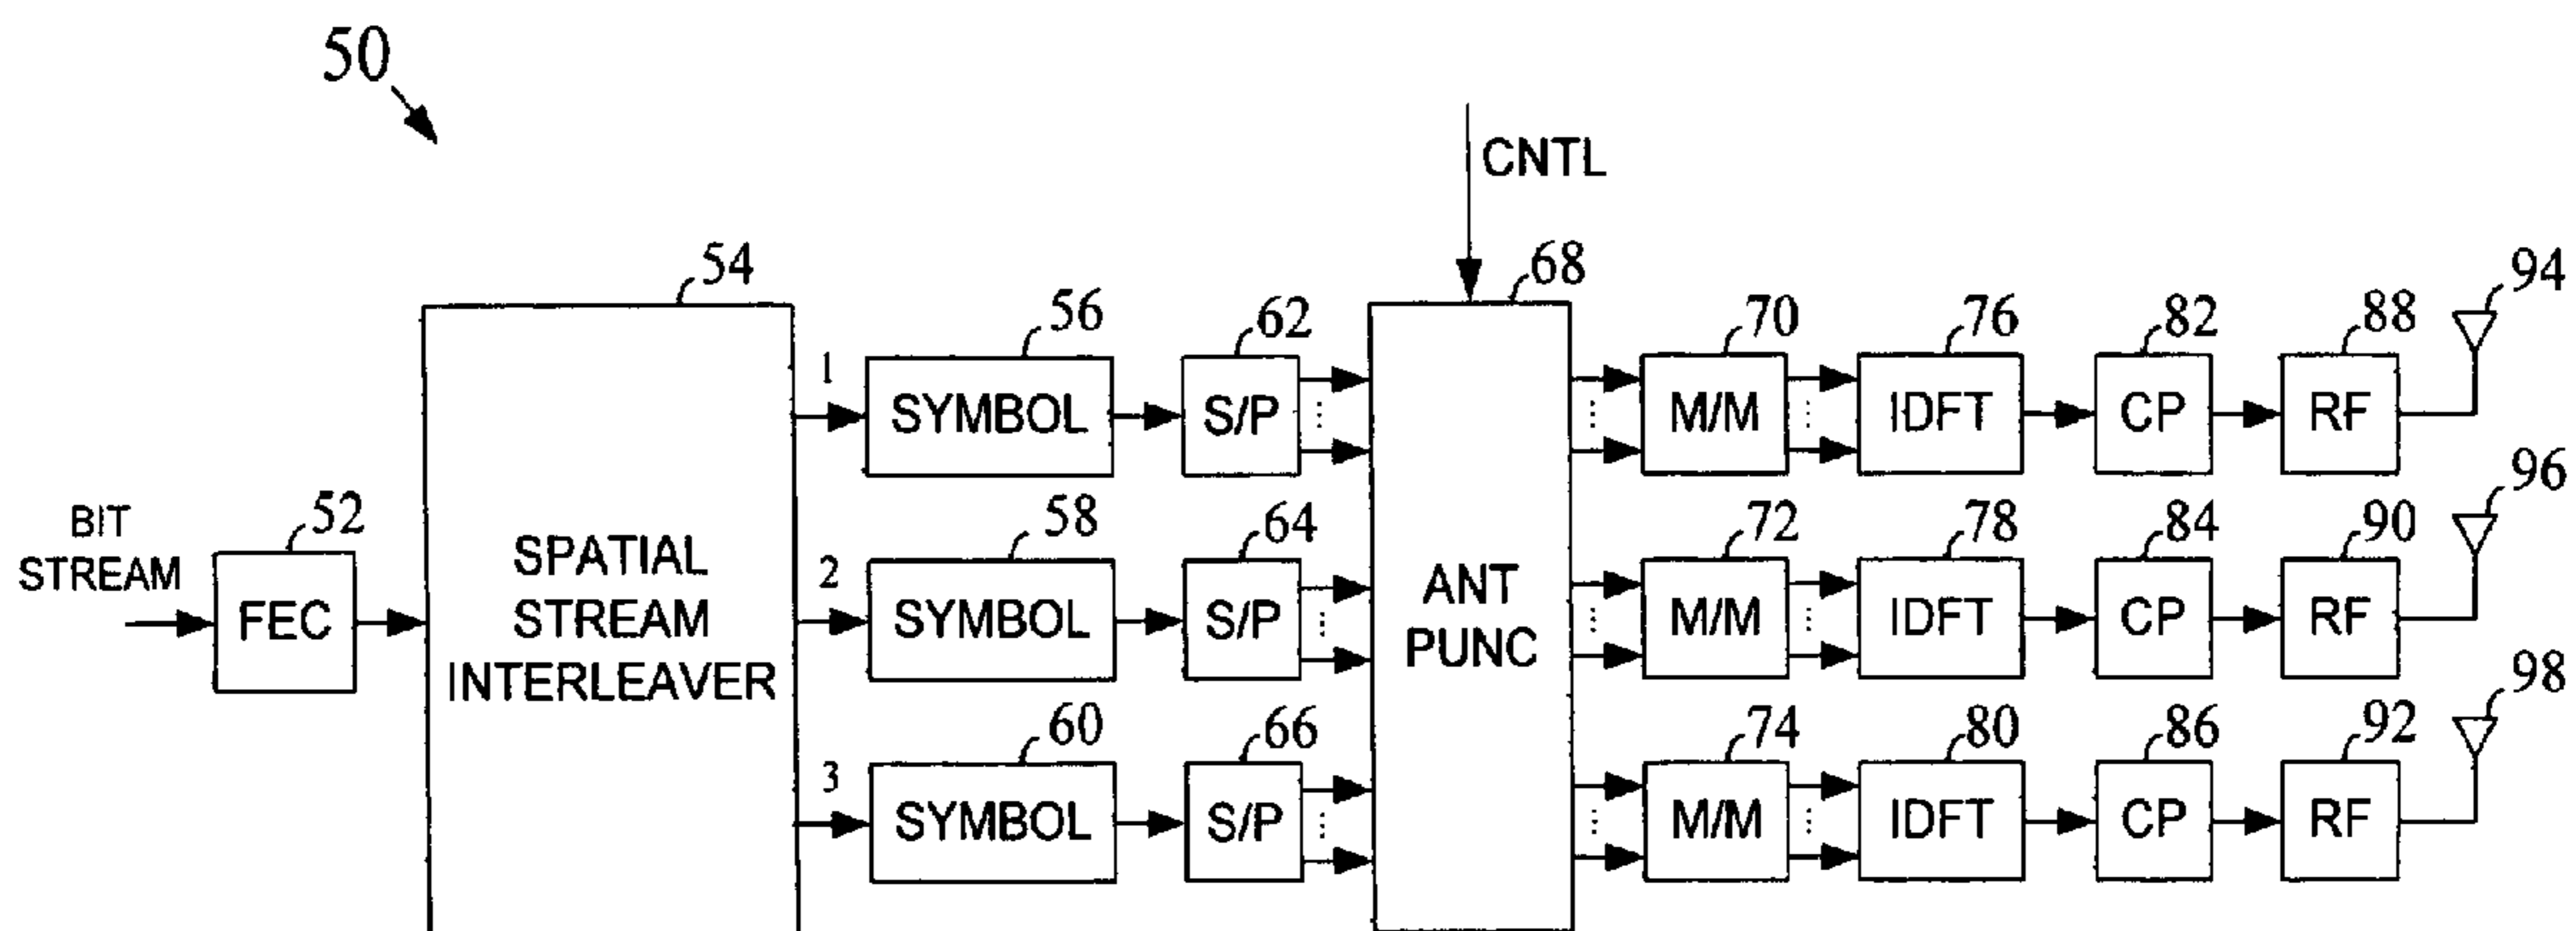 50
CNTL
54
68
94
56
62
70
76
82
88
1
SYMBOL
S/P
M/M
IDFT
CP
RF
96
BIT
STREAM
52
58
64
72
78
84
90
2
FEC
SPATIAL
STREAM
INTERLEAVER
SYMBOL
S/P
ANT
PUNC
M/M
IDFT
CP
RF
98
60
66
74
80
86
92
3
SYMBOL
S/P
M/M
IDFT
CP
RF